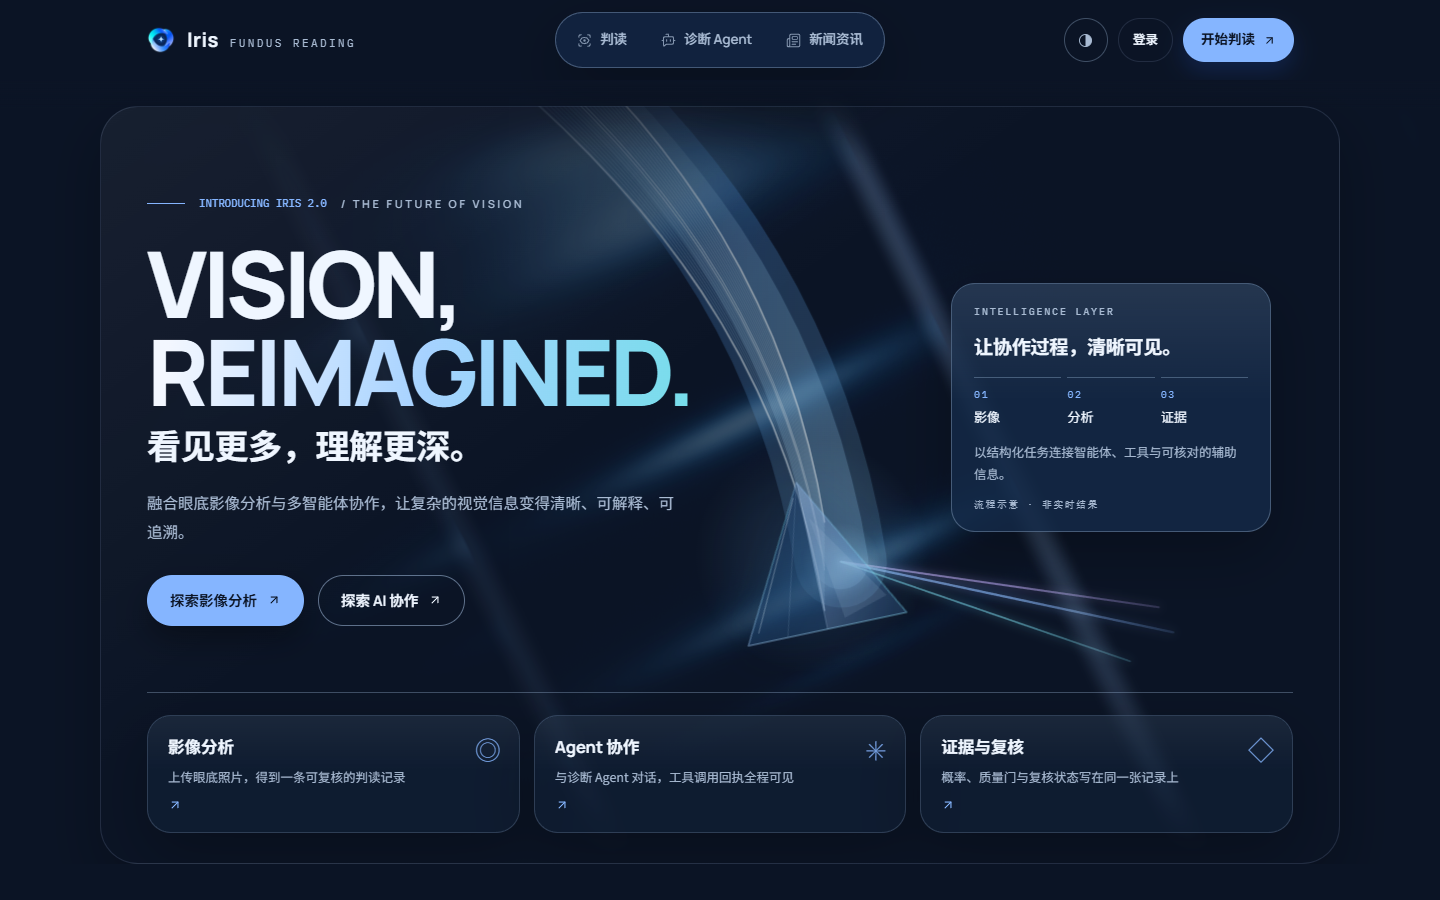 Iris FUNDUS READING
判读
诊断 Agent
新闻资讯
登录
开始判读
INTRODUCING IRIS 2.0 / THE FUTURE OF VISION
VISION,
REIMAGINED.
看见更多，理解更深。
融合眼底影像分析与多智能体协作，让复杂的视觉信息变得清晰、可解释、可
追溯。
探索影像分析
探索 AI 协作
INTELLIGENCE LAYER
让协作过程，清晰可见。
01 02 03
影像 分析 证据
以结构化任务连接智能体、工具与可核对的辅助
信息。
流程示意 · 非实时结果
影像分析
上传眼底照片，得到一条可复核的判读记录
Agent 协作
与诊断 Agent 对话，工具调用回执全程可见
证据与复核
概率、质量门与复核状态写在同一张记录上